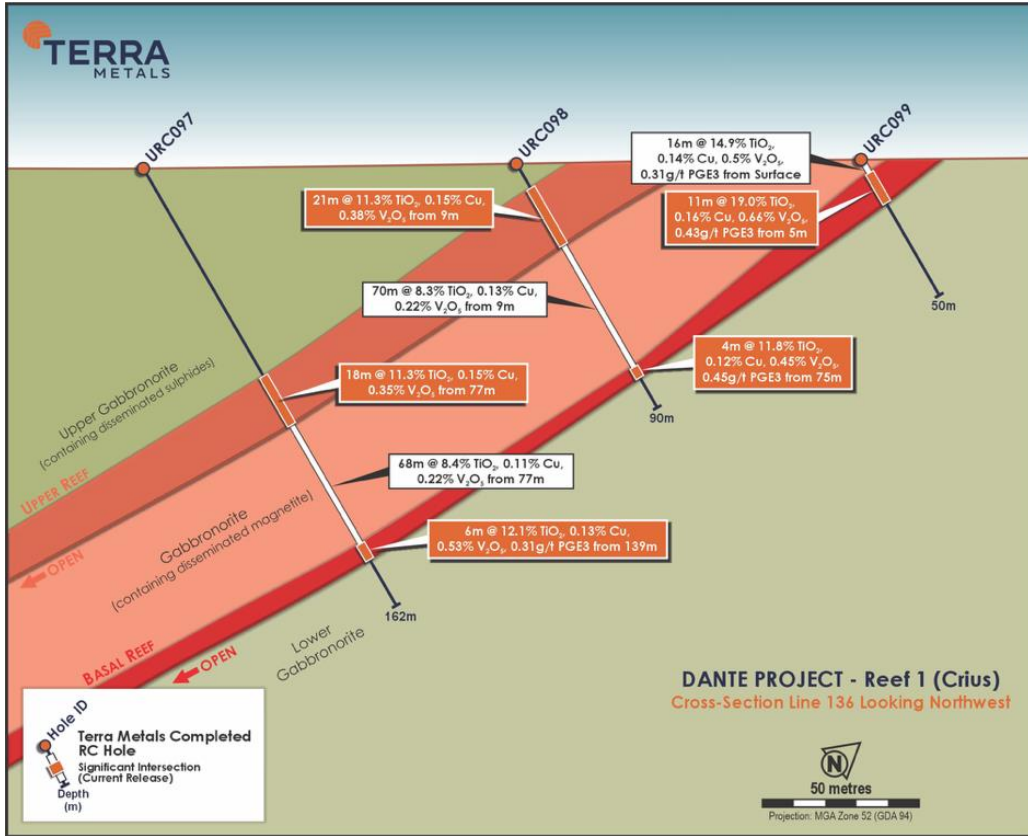 TERRA
METALS
URC097
URC098
URC099
16m @ 14.9% TiO₂,
0.14% Cu, 0.5% V₂O₅,
0.31g/t PGE3 from Surface
21m @ 11.3% TiO₂, 0.15% Cu,
0.38% V₂O₅ from 9m
11m @ 19.0% TiO₂,
0.16% Cu, 0.66% V₂O₅,
0.43g/t PGE3 from 5m
70m @ 8.3% TiO₂, 0.13% Cu,
0.22% V₂O₅ from 9m
50m
4m @ 11.8% TiO₂,
0.12% Cu, 0.45% V₂O₅,
0.45g/t PGE3 from 75m
18m @ 11.3% TiO₂, 0.15% Cu,
0.35% V₂O₅ from 77m
90m
Upper Gabbronorite
(containing disseminated sulphides)
UPPER REEF
OPEN
68m @ 8.4% TiO₂, 0.11% Cu,
0.22% V₂O₅ from 77m
Gabbronorite
(containing disseminated magnetite)
6m @ 12.1% TiO₂, 0.13% Cu,
0.53% V₂O₅, 0.31g/t PGE3 from 139m
162m
BASAL REEF
OPEN
Lower
Gabbronorite
DANTE PROJECT - Reef 1 (Crius)
Cross-Section Line 136 Looking Northwest
Hole ID
Terra Metals Completed
RC Hole
Significant Intersection
(Current Release)
Depth
(m)
N
50 metres
Projection: MGA Zone 52 (GDA 94)